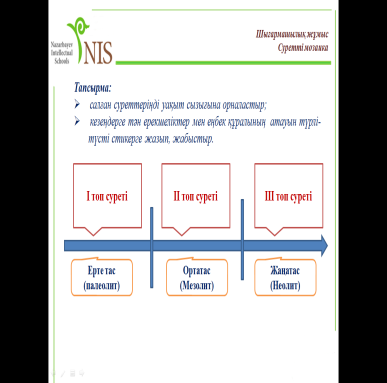 Nazarbayev
Intellectual
Schools
NIS
Шығармашылық жұмыс
Суретті мозаика
Тапсырма:
салған суреттеріңді уақыт сызығына орналастыр;
кезеңдерге тән ерекшеліктер мен еңбек құралының атауын түрлі-
түсті стикерге жазып, жабыстыр.
І топ суреті
ІІ топ суреті
ІІІ топ суреті
Ерте тас
(палеолит)
Ортатас
(Мезолит)
Жаңатас
(Неолит)